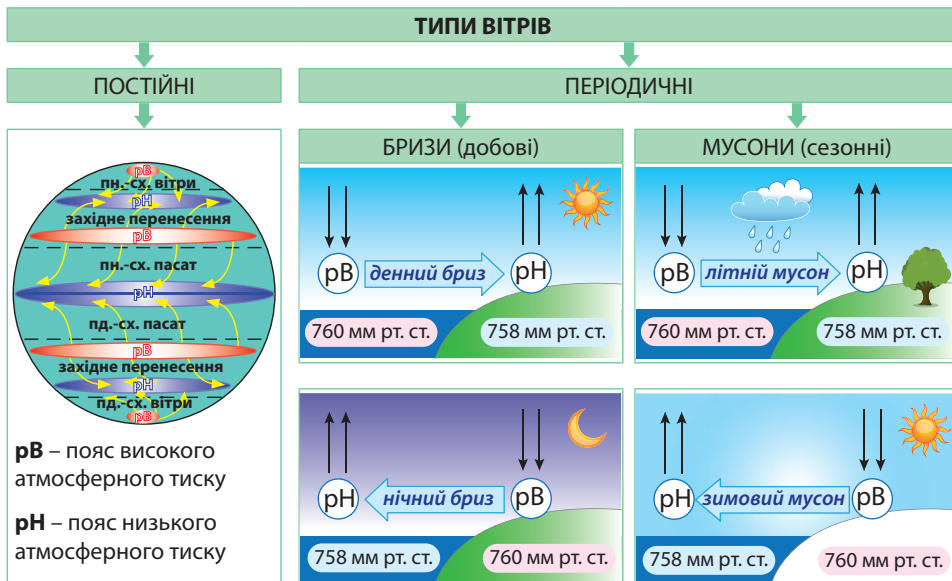 ТИПИ ВІТРІВ
ПОСТІЙНІ
ПЕРІОДИЧНІ
рВ
пн.-сх. вітри
рН
західне перенесення
рВ
пн.-сх. пасат
рН
пд.-сх. пасат
рВ
західне перенесення
рН
пд.-сх. вітри
рВ
рВ – пояс високого
атмосферного тиску
рН – пояс низького
атмосферного тиску
БРИЗИ (добові)
рВ
денний бриз
рН
760 мм рт. ст.
758 мм рт. ст.
рН
нічний бриз
рВ
758 мм рт. ст.
760 мм рт. ст.
МУСОНИ (сезонні)
рВ
літній мусон
рН
760 мм рт. ст.
758 мм рт. ст.
рН
зимовий мусон
рВ
758 мм рт. ст.
760 мм рт. ст.